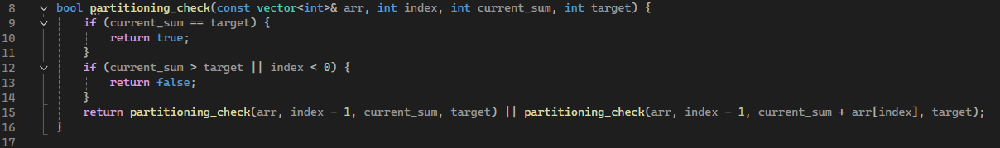 8 bool partitioning_check(const vector<int>& arr, int index, int current_sum, int target) {
9 if (current_sum == target) {
10 return true;
11 }
12 if (current_sum > target || index < 0) {
13 return false;
14 }
15 return partitioning_check(arr, index - 1, current_sum, target) || partitioning_check(arr, index - 1, current_sum + arr[index], target);
16 }
17